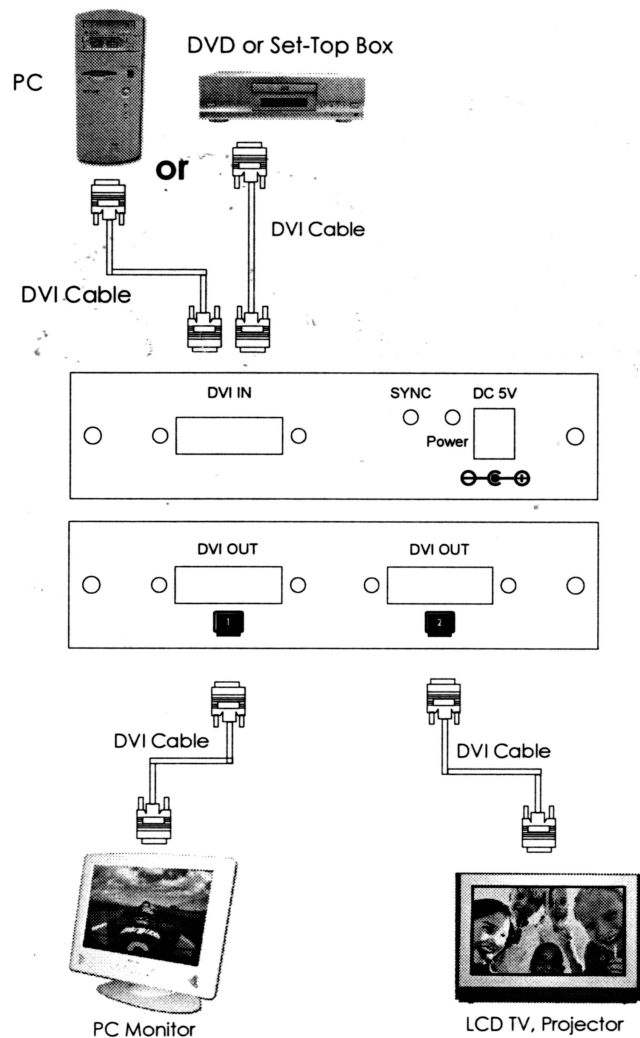 DVD or Set-Top Box
PC
or
DVI Cable
DVI Cable
DVI IN
SYNC
DC 5V
Power
DVI OUT
DVI OUT
1
2
DVI Cable
DVI Cable
PC Monitor
LCD TV, Projector